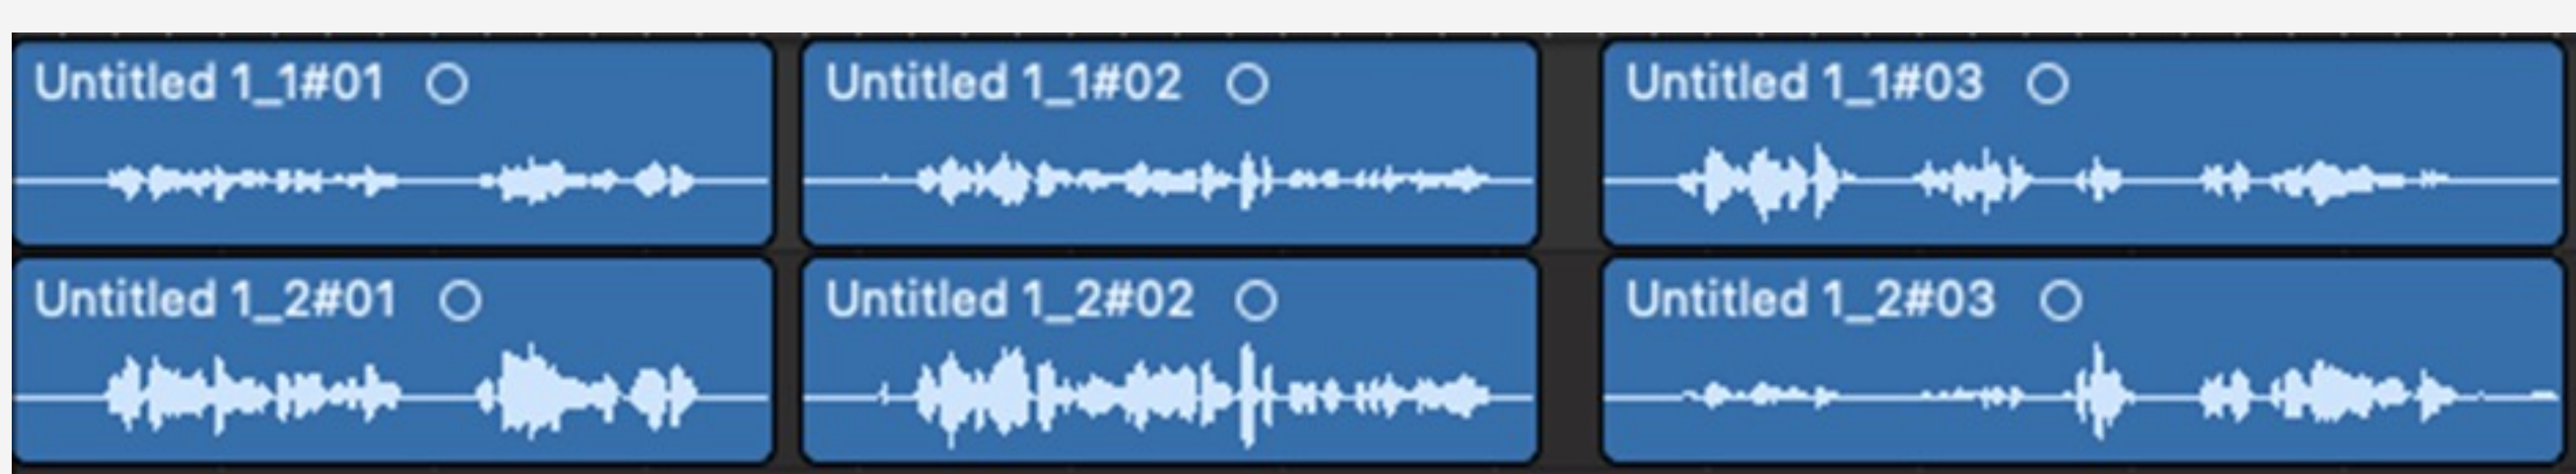 Untitled 1_1#01
Untitled 1_1#02
Untitled 1_1#03
Untitled 1_2#01
Untitled 1_2#02
Untitled 1_2#03